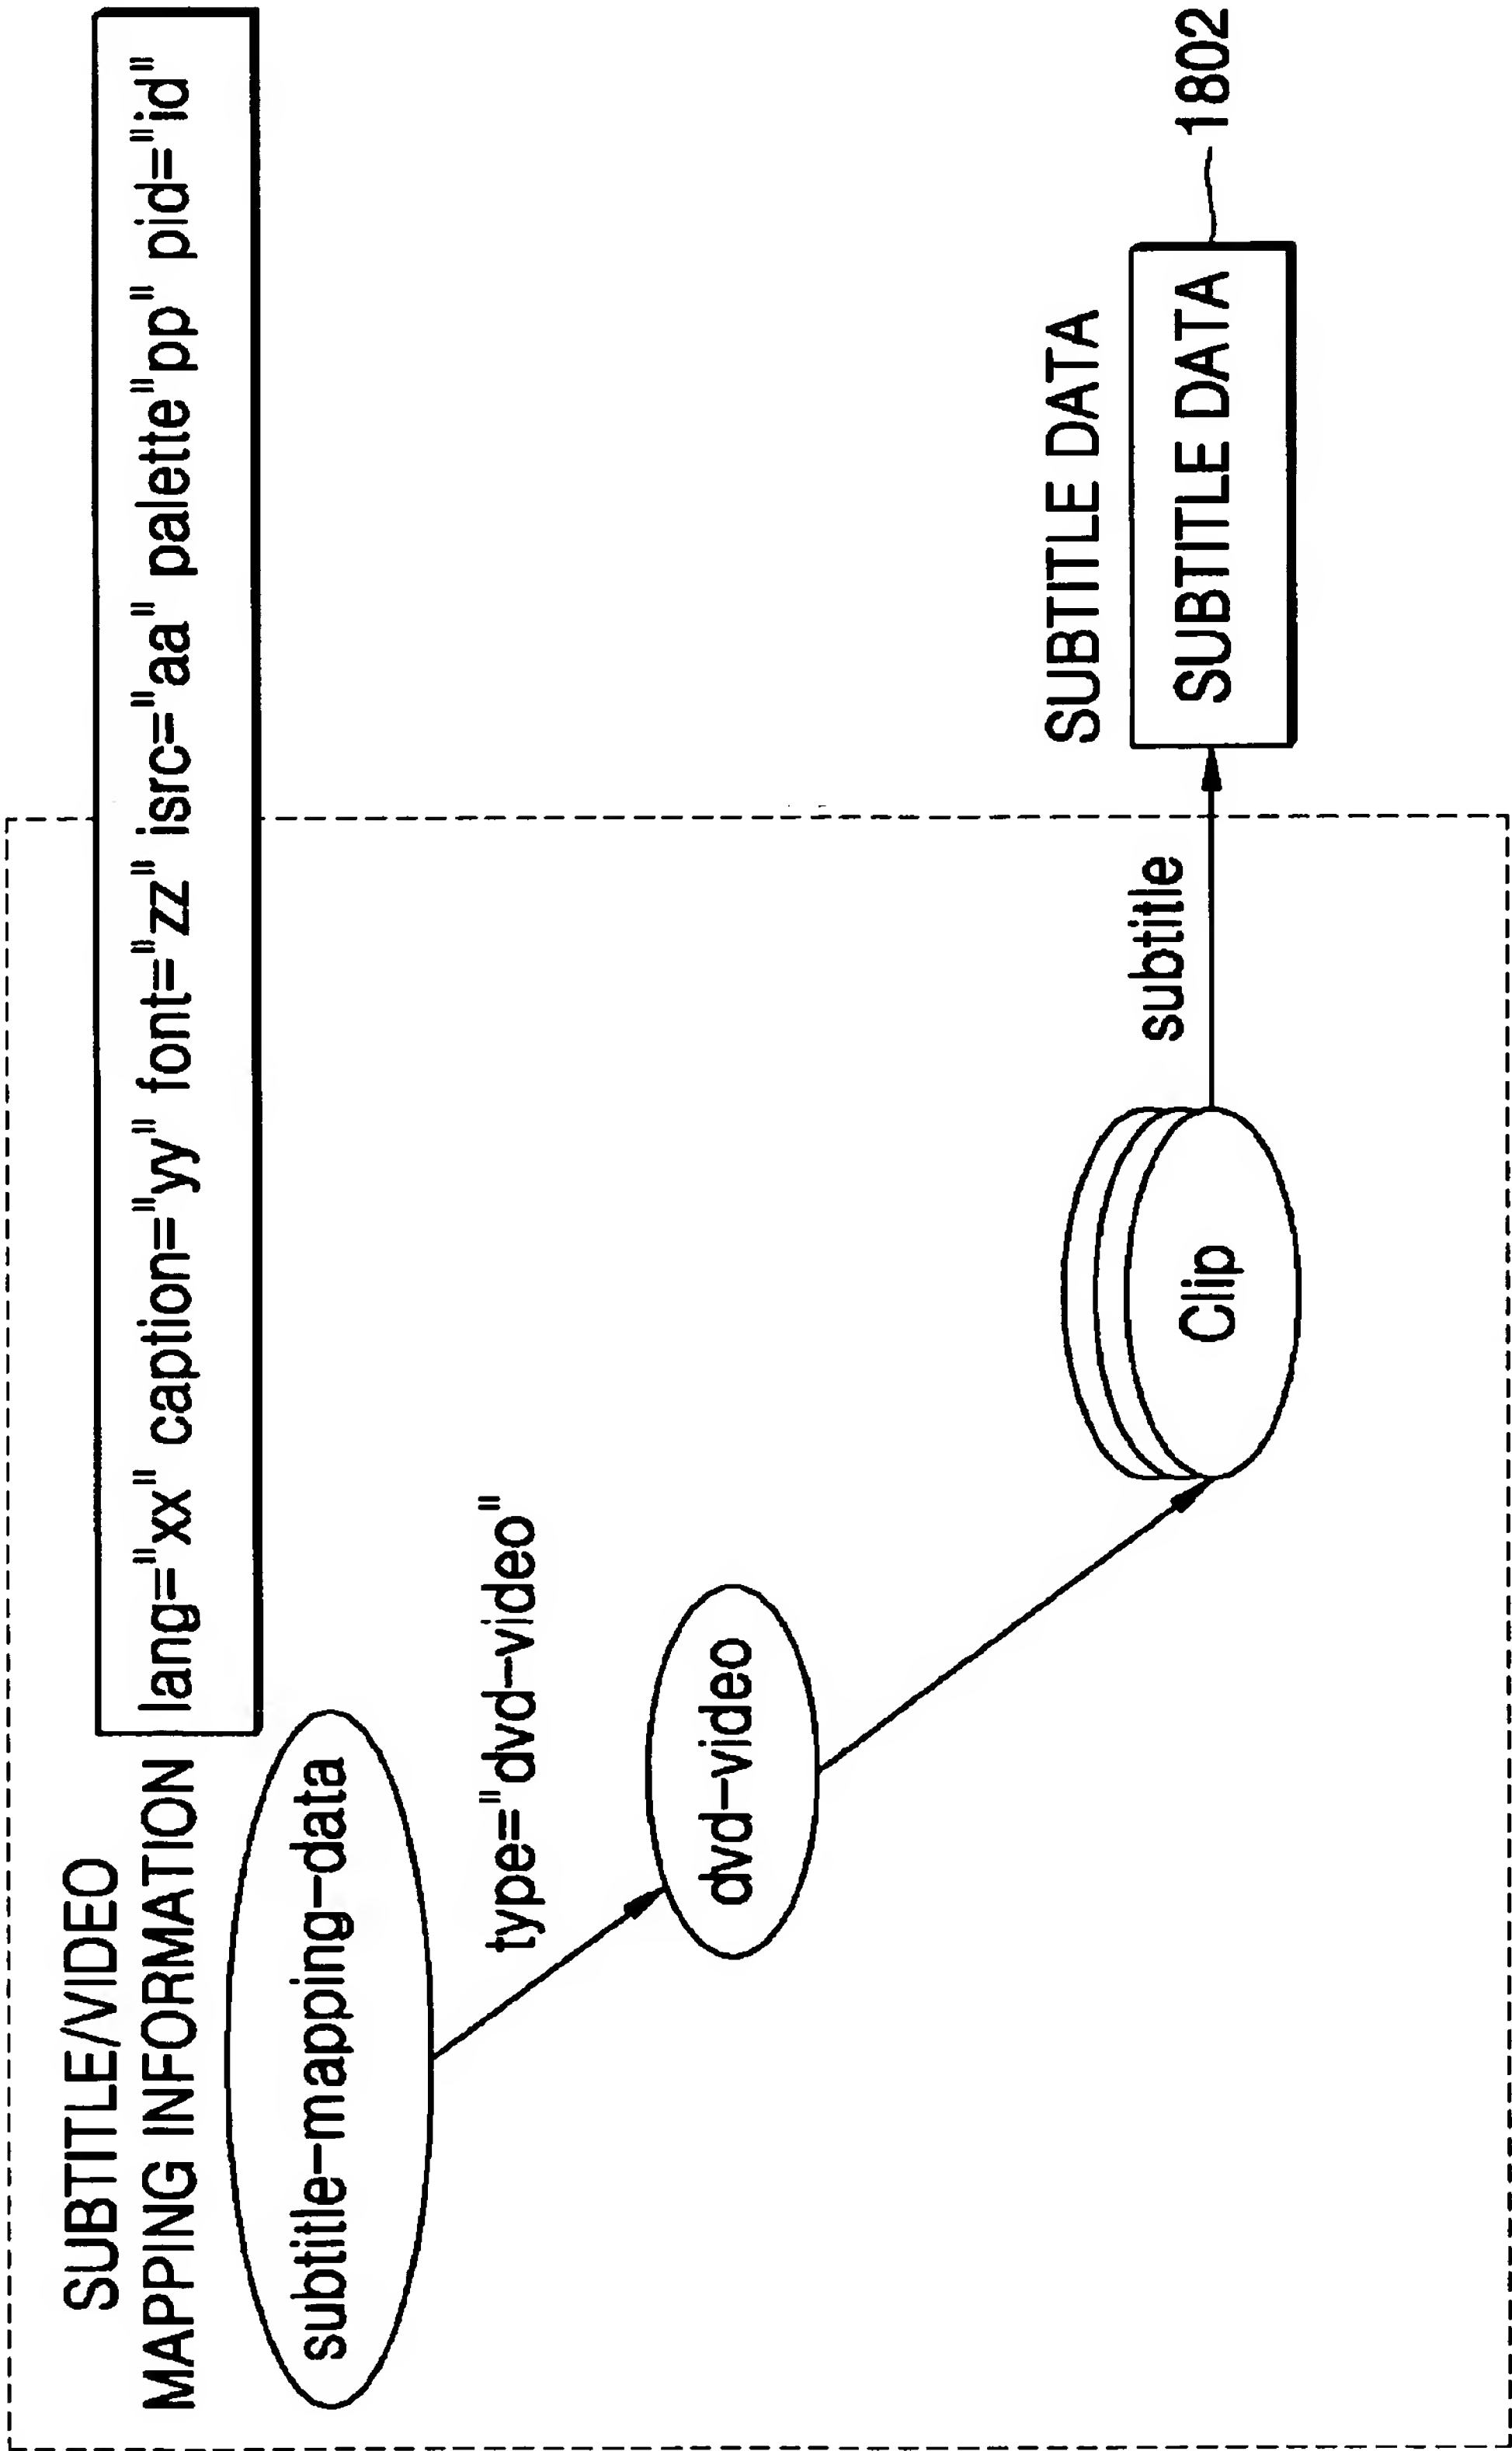 SUBTITLE/VIDEO
MAPPING INFORMATION
lang="xx" caption="yy" font="zz" isrc="aa" palette"pp" pid="id"
subtitle-mapping-data
type="dvd-video"
dvd-video
Clip
subtitle
SUBTITLE DATA
SUBTITLE DATA
1802